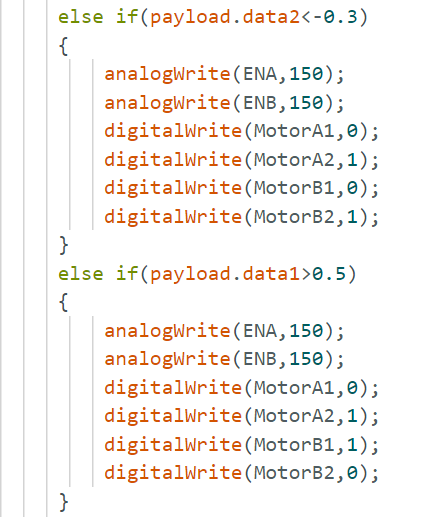 else if(payload.data2<-0.3)
{
analogWrite(ENA,150);
analogWrite(ENB,150);
digitalWrite(MotorA1,0);
digitalWrite(MotorA2,1);
digitalWrite(MotorB1,0);
digitalWrite(MotorB2,1);
}
else if(payload.data1>0.5)
{
analogWrite(ENA,150);
analogWrite(ENB,150);
digitalWrite(MotorA1,0);
digitalWrite(MotorA2,1);
digitalWrite(MotorB1,1);
digitalWrite(MotorB2,0);
}